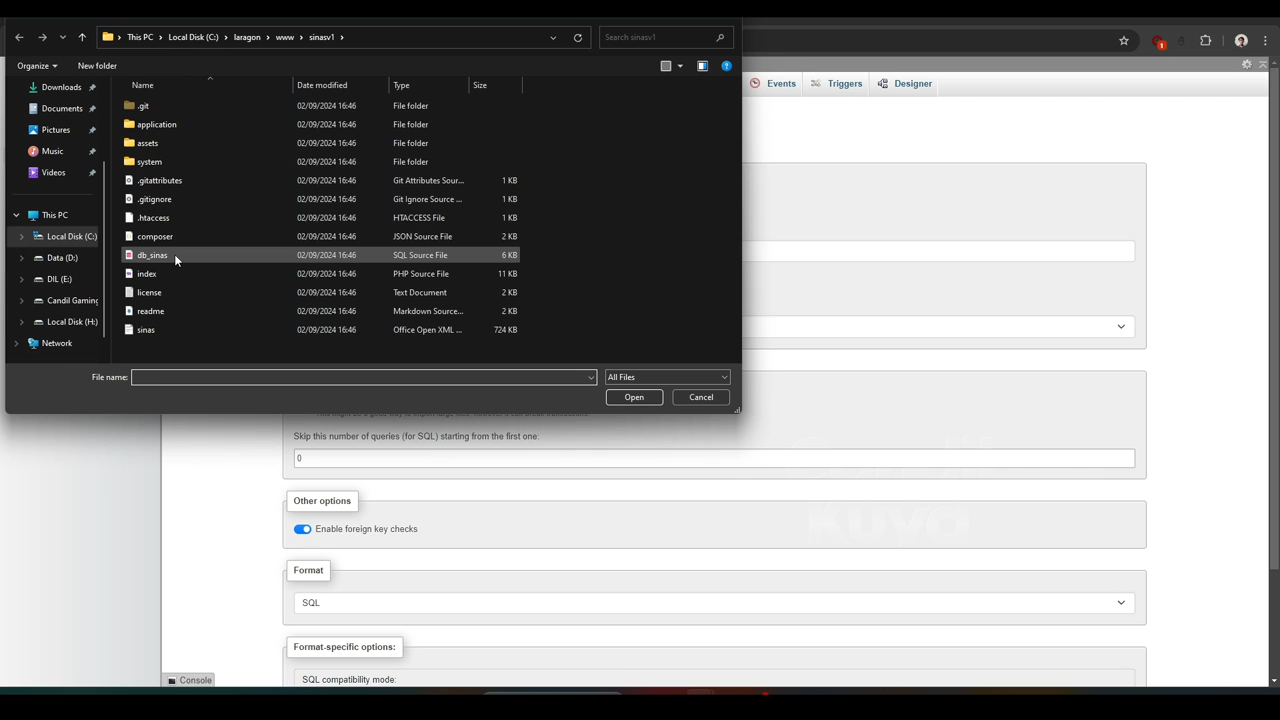 This PC
Local Disk (C:)
laragon
www
sinasv1
Search sinasv1
1
Organize
New folder
Events
Triggers
Designer
Downloads
Documents
Pictures
Music
Videos
This PC
Local Disk (C:)
Data (D:)
DIL (E:)
Candil Gaming
Local Disk (H:)
Network
Name Date modified Type Size
.git 02/09/2024 16:46 File folder
application 02/09/2024 16:46 File folder
assets 02/09/2024 16:46 File folder
system 02/09/2024 16:46 File folder
.gitattributes 02/09/2024 16:46 Git Attributes Sour... 1 KB
.gitignore 02/09/2024 16:46 Git Ignore Source ... 1 KB
.htaccess 02/09/2024 16:46 HTACCESS File 1 KB
composer 02/09/2024 16:46 JSON Source File 2 KB
db_sinas 02/09/2024 16:46 SQL Source File 6 KB
index 02/09/2024 16:46 PHP Source File 11 KB
license 02/09/2024 16:46 Text Document 2 KB
readme 02/09/2024 16:46 Markdown Source... 2 KB
sinas 02/09/2024 16:46 Office Open XML ... 724 KB
File name:
All Files
Open
Cancel
Skip this number of queries (for SQL) starting from the first one:
0
Other options
Enable foreign key checks
Format
SQL
Format-specific options:
SQL compatibility mode:
Console